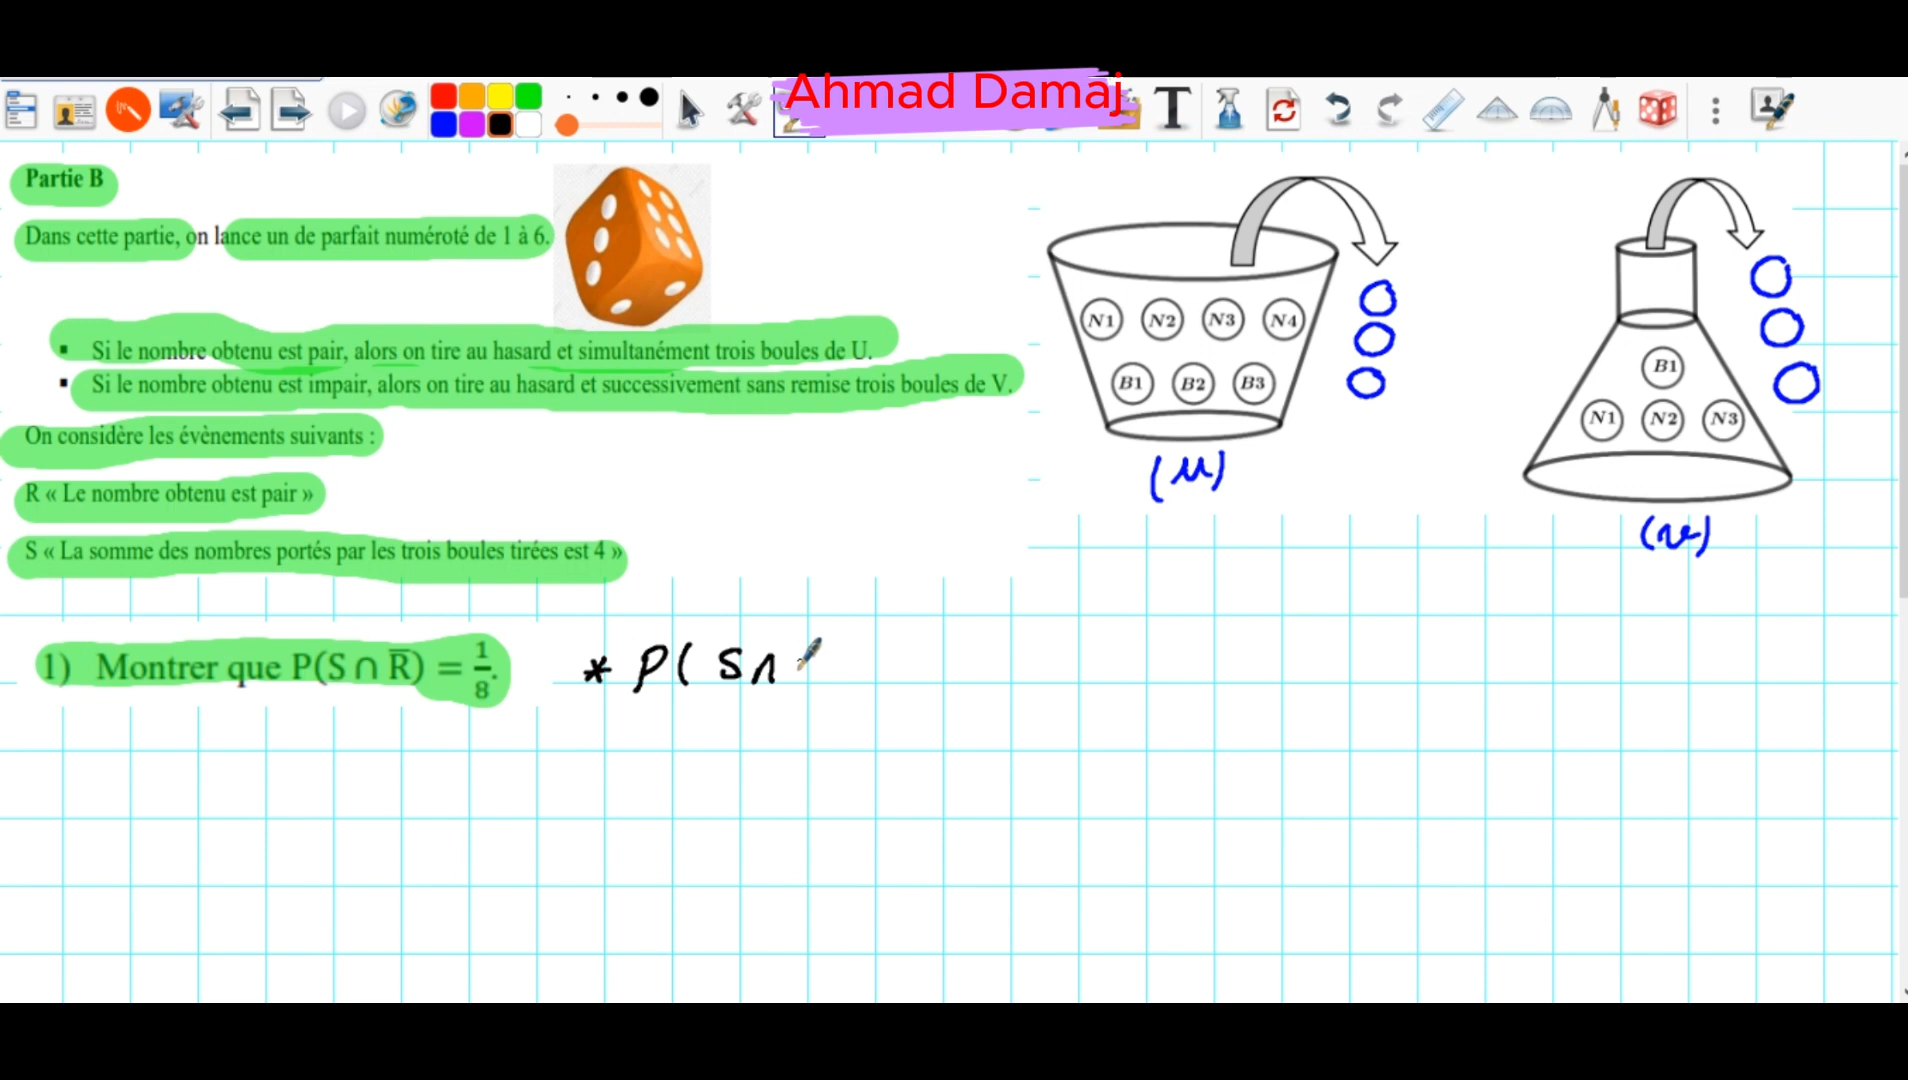 Ahmad Damaj
T
Partie B
Dans cette partie, on lance un de parfait numéroté de 1 à 6.
▪ Si le nombre obtenu est pair, alors on tire au hasard et simultanément trois boules de U.
▪ Si le nombre obtenu est impair, alors on tire au hasard et successivement sans remise trois boules de V.
On considère les évènements suivants :
R « Le nombre obtenu est pair »
S « La somme des nombres portés par les trois boules tirées est 4 »
N1 N2 N3 N4
B1 B2 B3
(u)
B1
N1 N2 N3
(v)
1) Montrer que P(S ∩ R̅) = 1/8.
* P( S ∩